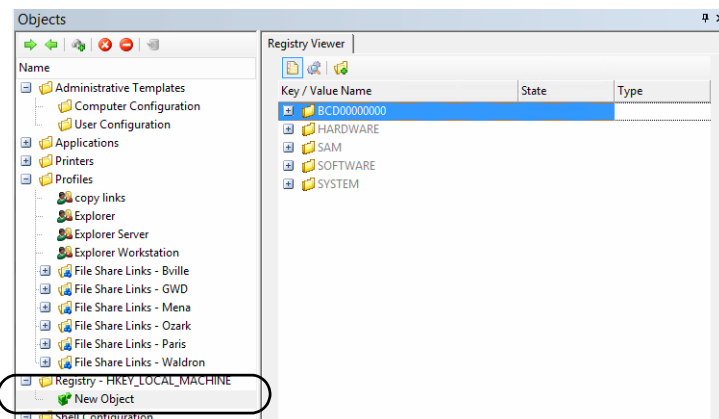 Objects
Name
Administrative Templates
Computer Configuration
User Configuration
Applications
Printers
Profiles
copy links
Explorer
Explorer Server
Explorer Workstation
File Share Links - Bville
File Share Links - GWD
File Share Links - Mena
File Share Links - Ozark
File Share Links - Paris
File Share Links - Waldron
Registry - HKEY_LOCAL_MACHINE
New Object
Shell Configuration
Registry Viewer
Key / Value Name State Type
BCD00000000
HARDWARE
SAM
SOFTWARE
SYSTEM